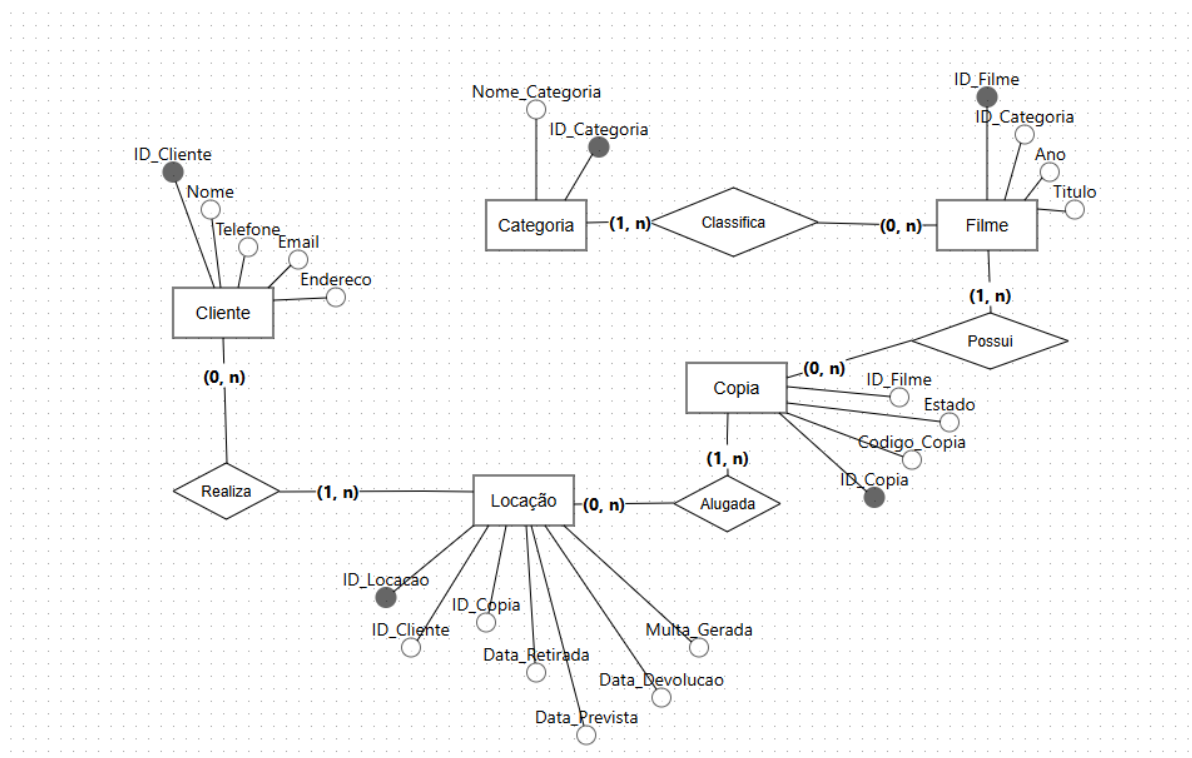 ID_Filme
Nome_Categoria
ID_Categoria
ID_Categoria
ID_Cliente
Ano
Nome
Titulo
Telefone
Email
Categoria
(1, n)
Classifica
(0, n)
Filme
Endereco
Cliente
(1, n)
Possui
(0, n)
(0, n)
Copia
ID_Filme
Estado
Codigo_Copia
(1, n)
ID_Copia
Realiza
(1, n)
Locação
(0, n)
Alugada
ID_Locacao
ID_Copia
ID_Cliente
Multa_Gerada
Data_Retirada
Data_Devolucao
Data_Prevista